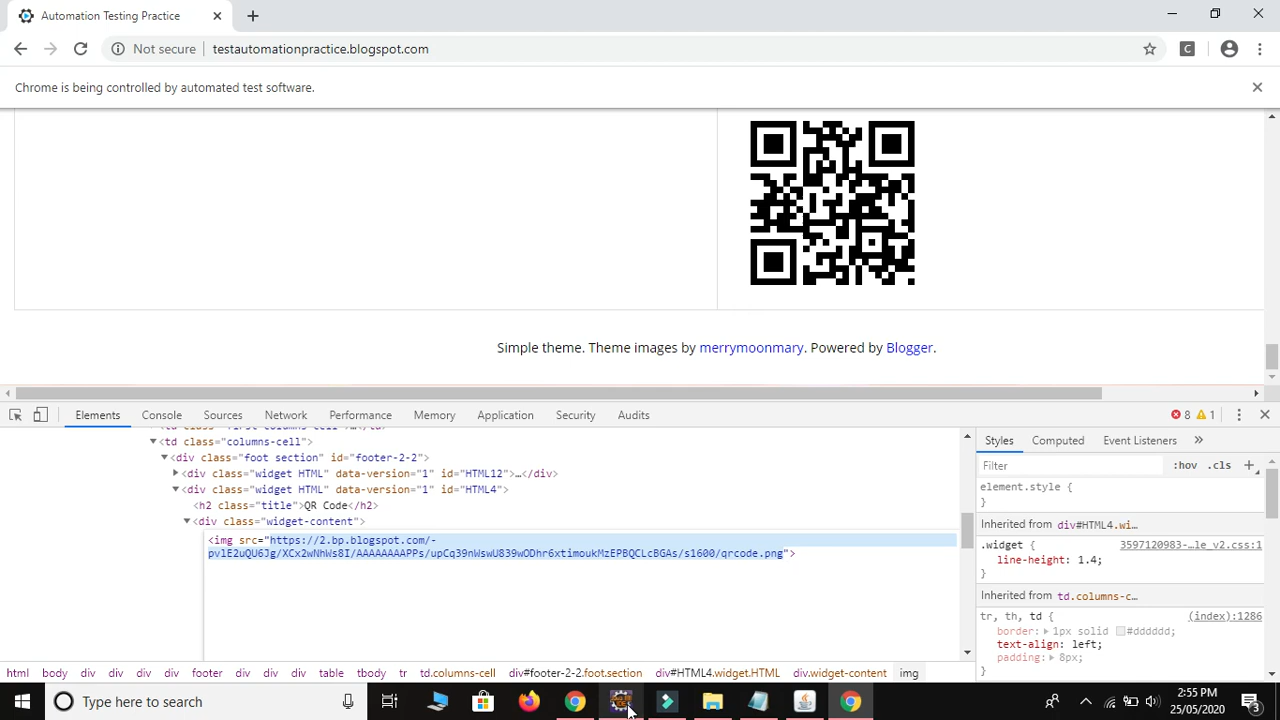 Automation Testing Practice
Not secure testautomationpractice.blogspot.com C
Chrome is being controlled by automated test software.
Simple theme. Theme images by merrymoonmary. Powered by Blogger.
Elements Console Sources Network Performance Memory Application Security Audits 8 1
<td class="columns-cell">
<div class="foot section" id="footer-2-2">
<div class="widget HTML" data-version="1" id="HTML12">…</div>
<div class="widget HTML" data-version="1" id="HTML4">
<h2 class="title">QR Code</h2>
<div class="widget-content">
<img src="https://2.bp.blogspot.com/-
pvlE2uQU6Jg/XCx2wNhWs8I/AAAAAAAAPPs/upCq39nWswU839wODhr6xtimoukMzEPBQCLcBGAs/s1600/qrcode.png">
Styles Computed Event Listeners
Filter :hov .cls
element.style {
}
Inherited from div#HTML4.wi…
.widget { 3597120983-…le_v2.css:1
line-height: 1.4;
}
Inherited from td.columns-c…
tr, th, td { (index):1286
border: 1px solid #dddddd;
text-align: left;
padding: 8px;
}
html body div div div footer div div table tbody tr td.columns-cell div#footer-2-2.foot.section div#HTML4.widget.HTML div.widget-content img
Type here to search
2:55 PM
25/05/2020
3